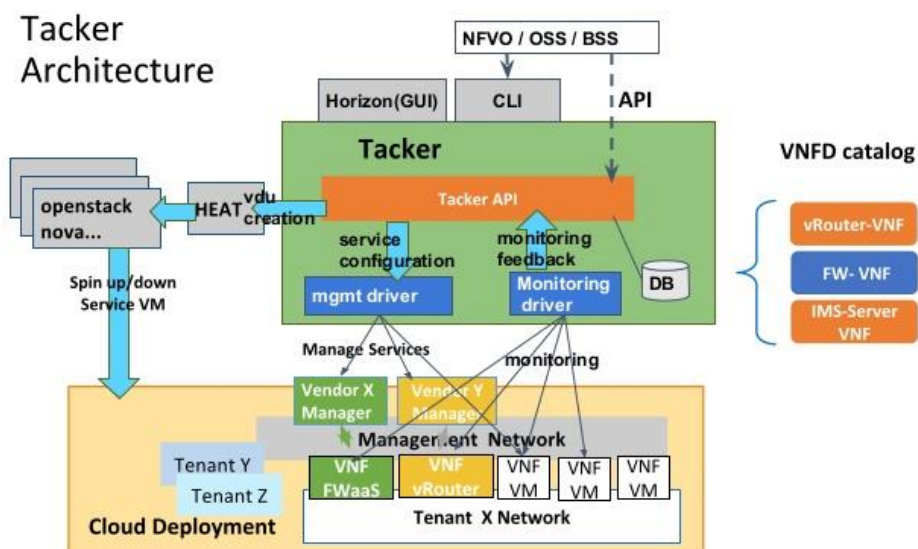 Tacker
Architecture
NFVO / OSS / BSS
Horizon(GUI)
CLI
API
Tacker
VNFD catalog
Tacker API
openstack
nova...
HEAT
vdu
creation
service
configuration
monitoring
feedback
vRouter-VNF
FW- VNF
IMS-Server
VNF
Spin up/down
Service VM
mgmt driver
Monitoring
driver
DB
Manage Services
monitoring
Vendor X
Manager
Vendor Y
Manager
Management Network
Tenant Y
Tenant Z
VNF
FWaaS
VNF
vRouter
VNF
VM
VNF
VM
VNF
VM
Cloud Deployment
Tenant X Network